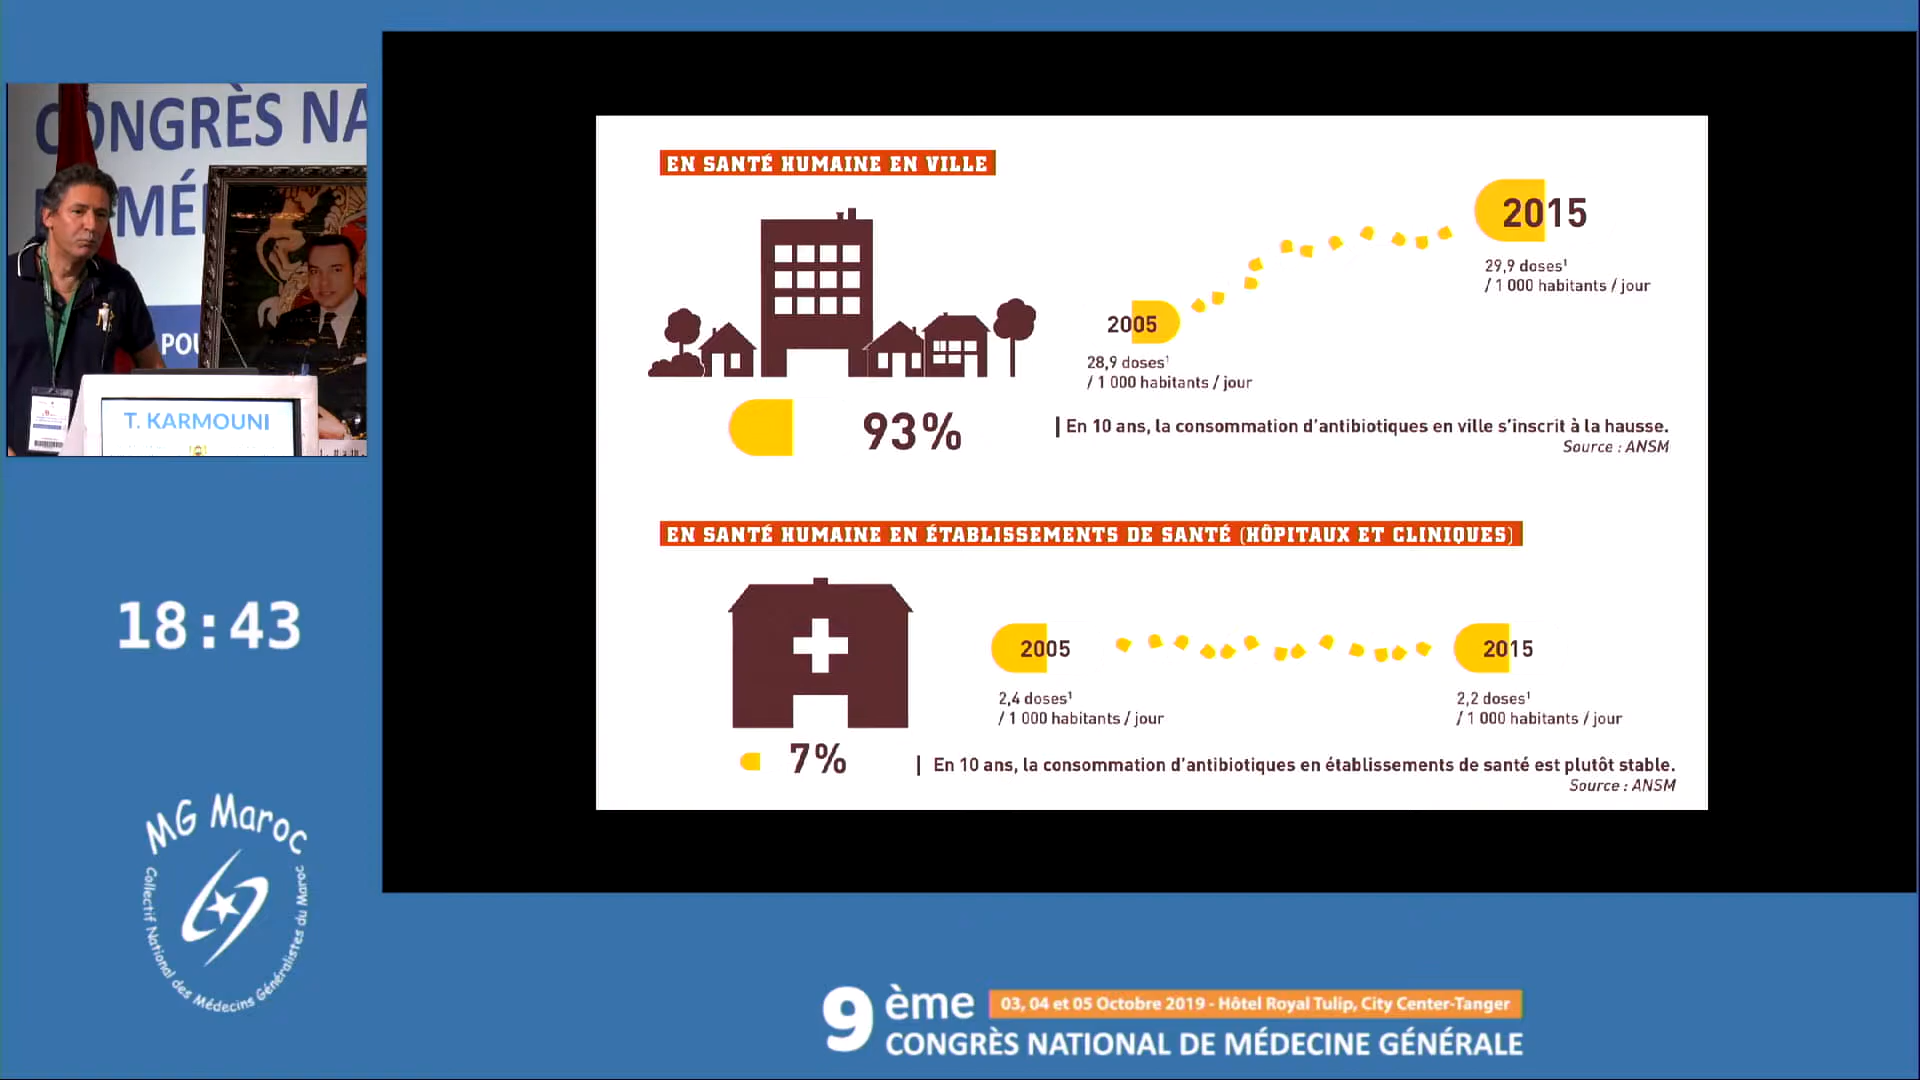 CONGRÈS NA
MÉ
POU
T. KARMOUNI
18:43
MG Maroc
Collectif National des Médecins Généralistes du Maroc
EN SANTÉ HUMAINE EN VILLE
2015
29,9 doses¹
/ 1 000 habitants / jour
2005
28,9 doses¹
/ 1 000 habitants / jour
93%
En 10 ans, la consommation d'antibiotiques en ville s'inscrit à la hausse.
Source : ANSM
EN SANTÉ HUMAINE EN ÉTABLISSEMENTS DE SANTÉ (HÔPITAUX ET CLINIQUES)
2005
2015
2,4 doses¹
/ 1 000 habitants / jour
2,2 doses¹
/ 1 000 habitants / jour
7%
En 10 ans, la consommation d'antibiotiques en établissements de santé est plutôt stable.
Source : ANSM
9ème
03, 04 et 05 Octobre 2019 - Hôtel Royal Tulip, City Center-Tanger
CONGRÈS NATIONAL DE MÉDECINE GÉNÉRALE